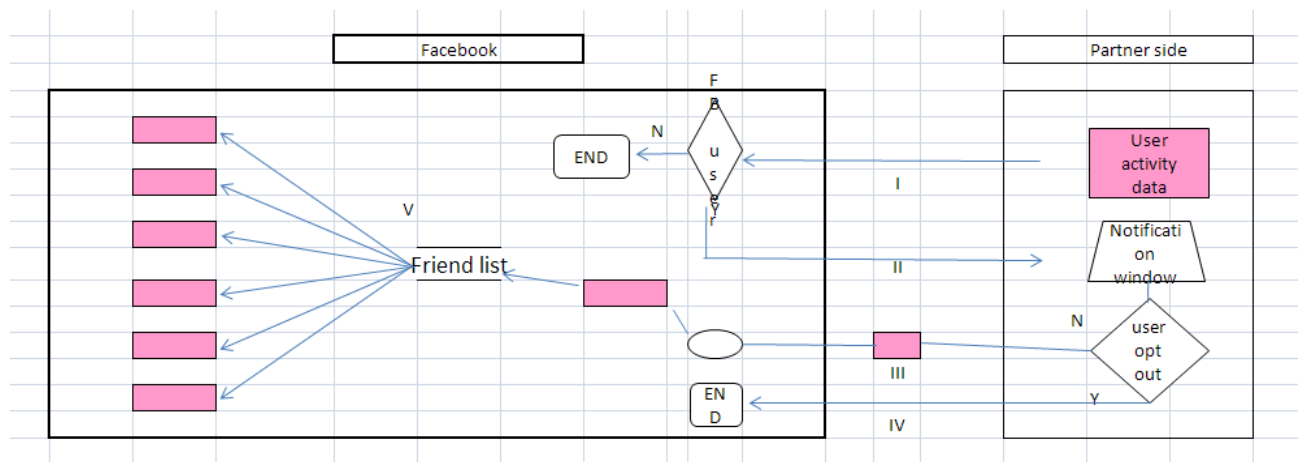 Facebook
Partner side
F
B
u
s
e
r
N
END
Y
I
User
activity
data
V
II
Notificati
on
window
Friend list
N
user
opt
out
III
EN
D
Y
IV